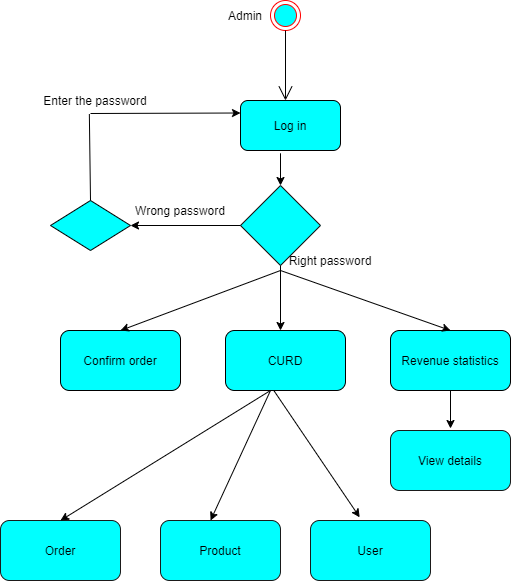 Admin
Enter the password
Log in
Wrong password
Right password
Confirm order
CURD
Revenue statistics
View details
Order
Product
User